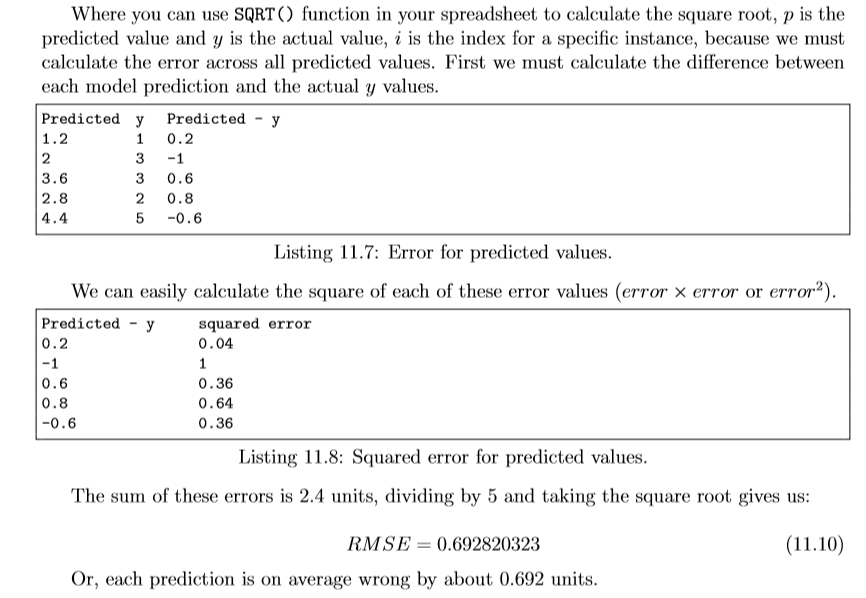 Where you can use SQRT() function in your spreadsheet to calculate the square root, p is the
predicted value and y is the actual value, i is the index for a specific instance, because we must
calculate the error across all predicted values. First we must calculate the difference between
each model prediction and the actual y values.
Predicted y Predicted - y
1.2 1 0.2
2 3 -1
3.6 3 0.6
2.8 2 0.8
4.4 5 -0.6
Listing 11.7: Error for predicted values.
We can easily calculate the square of each of these error values (error × error or error²).
Predicted - y squared error
0.2 0.04
-1 1
0.6 0.36
0.8 0.64
-0.6 0.36
Listing 11.8: Squared error for predicted values.
The sum of these errors is 2.4 units, dividing by 5 and taking the square root gives us:
RMSE = 0.692820323 (11.10)
Or, each prediction is on average wrong by about 0.692 units.